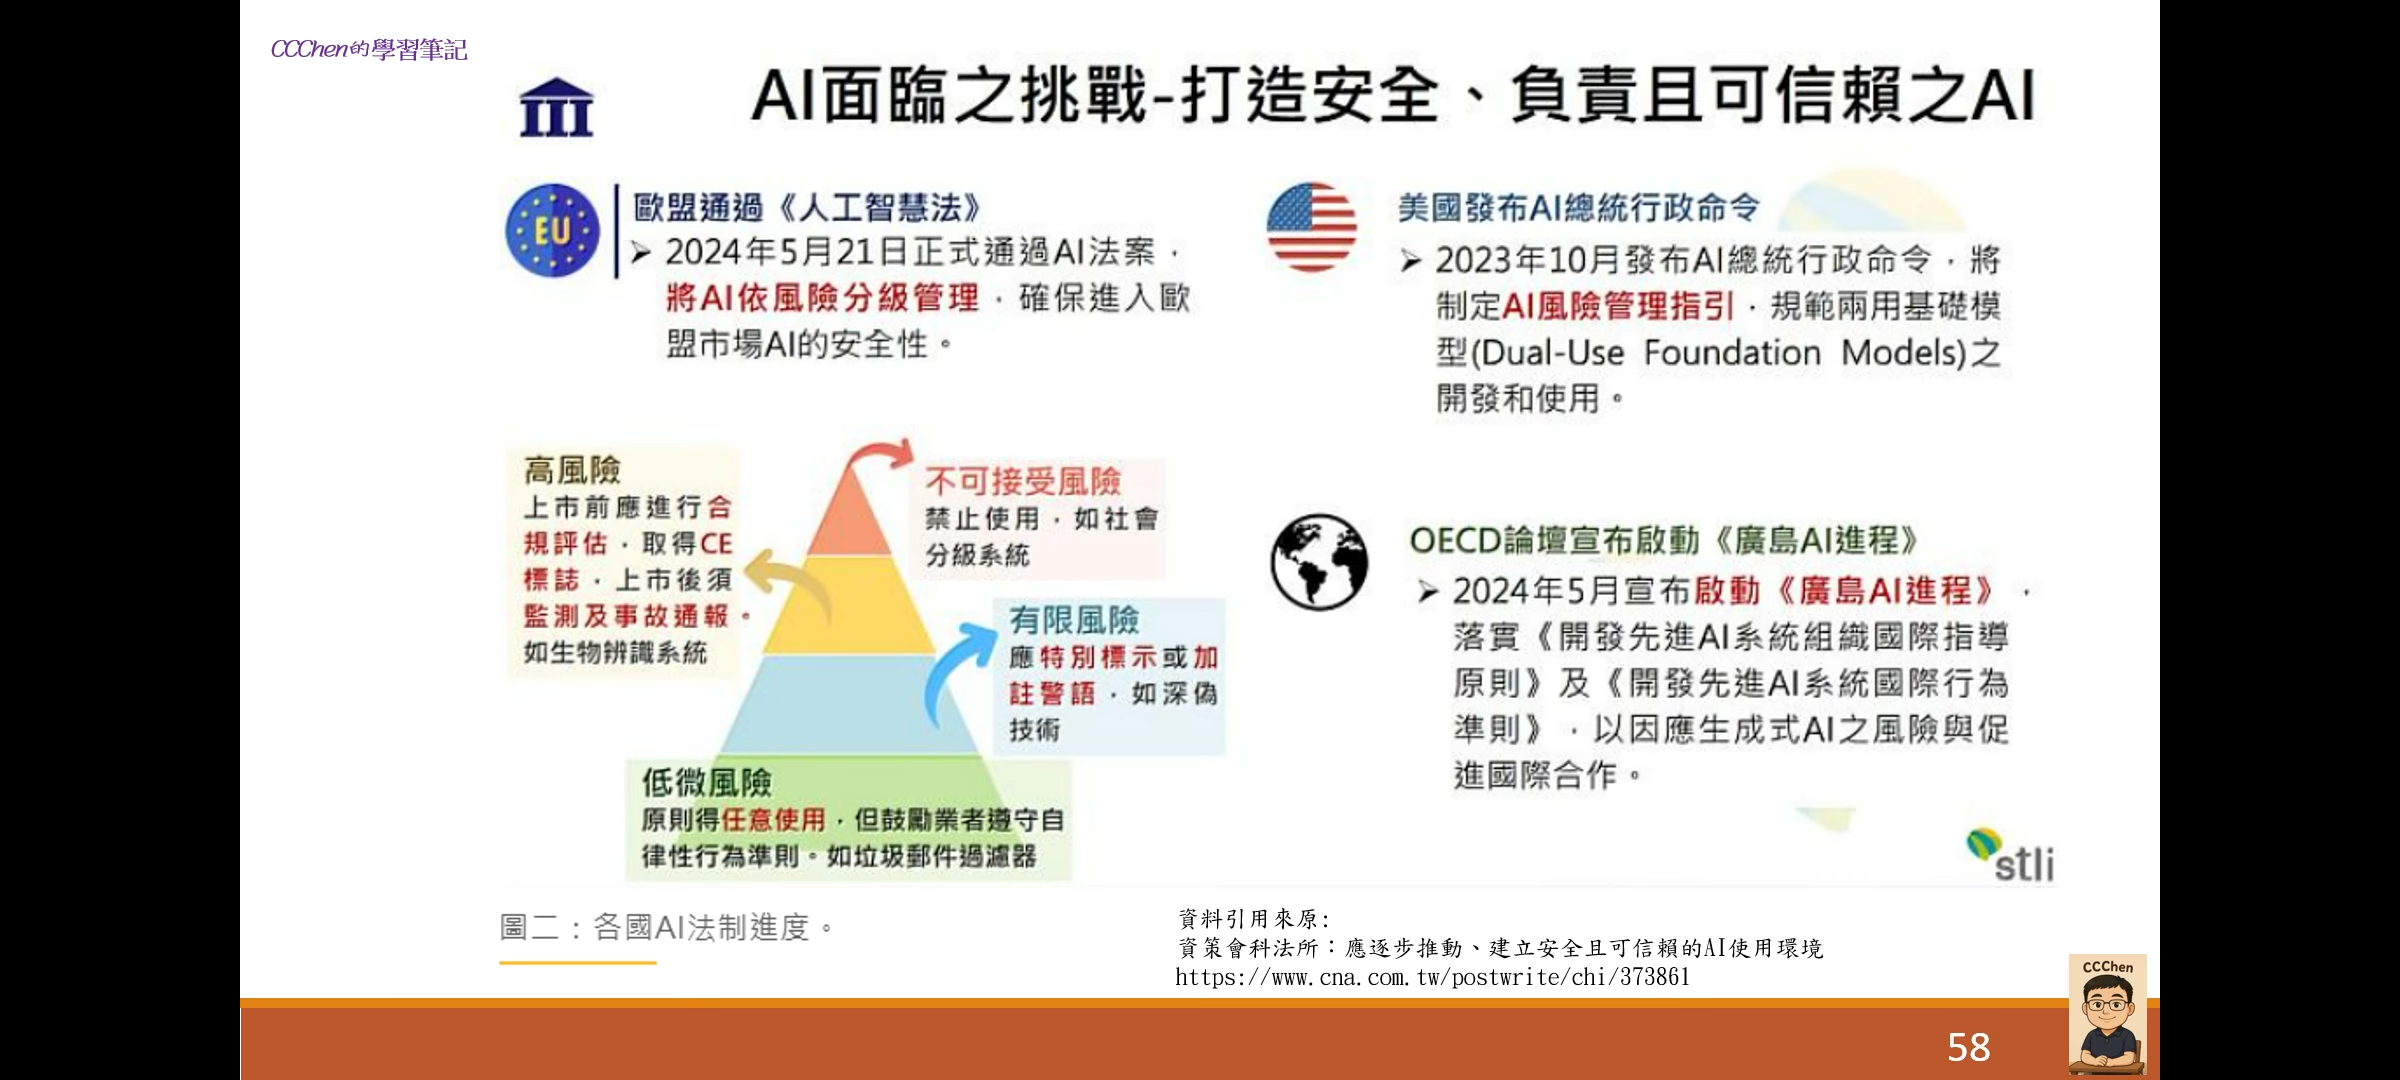 CCChen的學習筆記
AI面臨之挑戰-打造安全、負責且可信賴之AI
EU
歐盟通過《人工智慧法》
➢ 2024年5月21日正式通過AI法案，
將AI依風險分級管理，確保進入歐
盟市場AI的安全性。
美國發布AI總統行政命令
➢ 2023年10月發布AI總統行政命令，將
制定AI風險管理指引，規範兩用基礎模
型(Dual-Use Foundation Models)之
開發和使用。
高風險
上市前應進行合
規評估，取得CE
標誌，上市後須
監測及事故通報。
如生物辨識系統
不可接受風險
禁止使用，如社會
分級系統
有限風險
應特別標示或加
註警語，如深偽
技術
低微風險
原則得任意使用，但鼓勵業者遵守自
律性行為準則。如垃圾郵件過濾器
OECD論壇宣布啟動《廣島AI進程》
➢ 2024年5月宣布啟動《廣島AI進程》，
落實《開發先進AI系統組織國際指導
原則》及《開發先進AI系統國際行為
準則》，以因應生成式AI之風險與促
進國際合作。
stli
圖二：各國AI法制進度。
資料引用來原:
資策會科法所：應逐步推動、建立安全且可信賴的AI使用環境
https://www.cna.com.tw/postwrite/chi/373861
CCChen
58